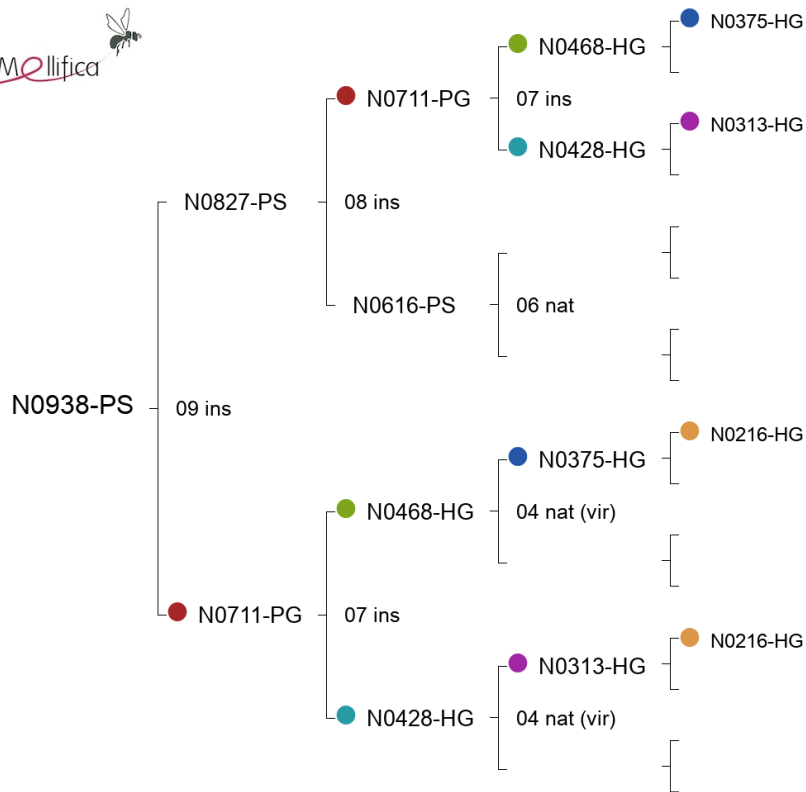 Mellifica
N0375-HG
N0468-HG
N0711-PG
07 ins
N0313-HG
N0428-HG
N0827-PS
08 ins
N0616-PS
06 nat
N0938-PS
09 ins
N0216-HG
N0375-HG
N0468-HG
04 nat (vir)
N0711-PG
07 ins
N0216-HG
N0313-HG
N0428-HG
04 nat (vir)